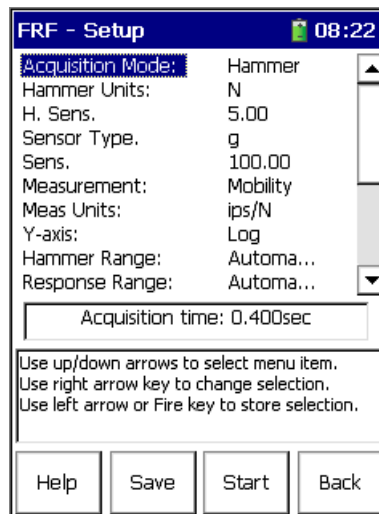 FRF - Setup 08:22
Acquisition Mode: Hammer
Hammer Units: N
H. Sens. 5.00
Sensor Type. g
Sens. 100.00
Measurement: Mobility
Meas Units: ips/N
Y-axis: Log
Hammer Range: Automa...
Response Range: Automa...
Acquisition time: 0.400sec
Use up/down arrows to select menu item.
Use right arrow key to change selection.
Use left arrow or Fire key to store selection.
Help Save Start Back